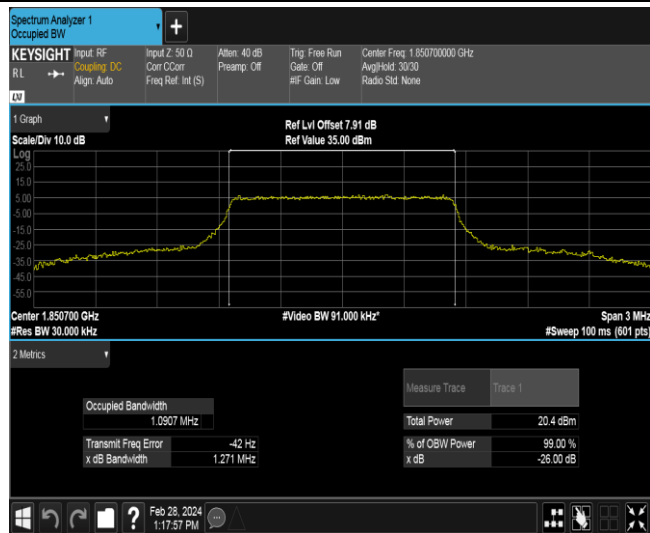 Spectrum Analyzer 1
Occupied BW
+
KEYSIGHT
RL
Input: RF
Coupling: DC
Align: Auto
Input Z: 50 Ω
Corr CCorr
Freq Ref: Int (S)
Atten: 40 dB
Preamp: Off
Trig: Free Run
Gate: Off
#IF Gain: Low
Center Freq: 1.850700000 GHz
Avg|Hold: 30/30
Radio Std: None
1 Graph
Scale/Div 10.0 dB
Ref Lvl Offset 7.91 dB
Ref Value 35.00 dBm
Log
25.0
15.0
5.00
-5.00
-15.0
-25.0
-35.0
-45.0
-55.0
Center 1.850700 GHz
#Res BW 30.000 kHz
#Video BW 91.000 kHz*
Span 3 MHz
#Sweep 100 ms (601 pts)
2 Metrics
Measure Trace Trace 1
Occupied Bandwidth
1.0907 MHz
Total Power 20.4 dBm
Transmit Freq Error -42 Hz
% of OBW Power 99.00 %
x dB Bandwidth 1.271 MHz
x dB -26.00 dB
?
Feb 28, 2024
1:17:57 PM